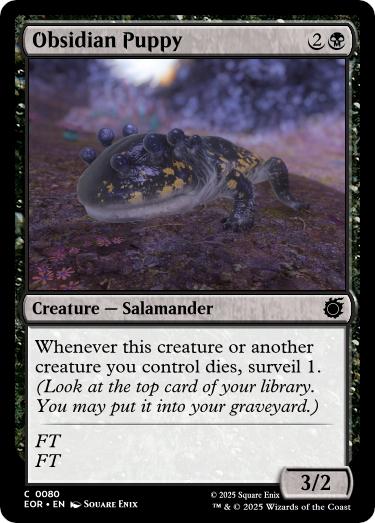 Obsidian Puppy 2
Creature — Salamander
Whenever this creature or another
creature you control dies, surveil 1.
(Look at the top card of your library.
You may put it into your graveyard.)
FT
FT
3/2
C 0080
EOR • EN SQUARE ENIX
© 2025 Square Enix
™ & © 2025 Wizards of the Coast